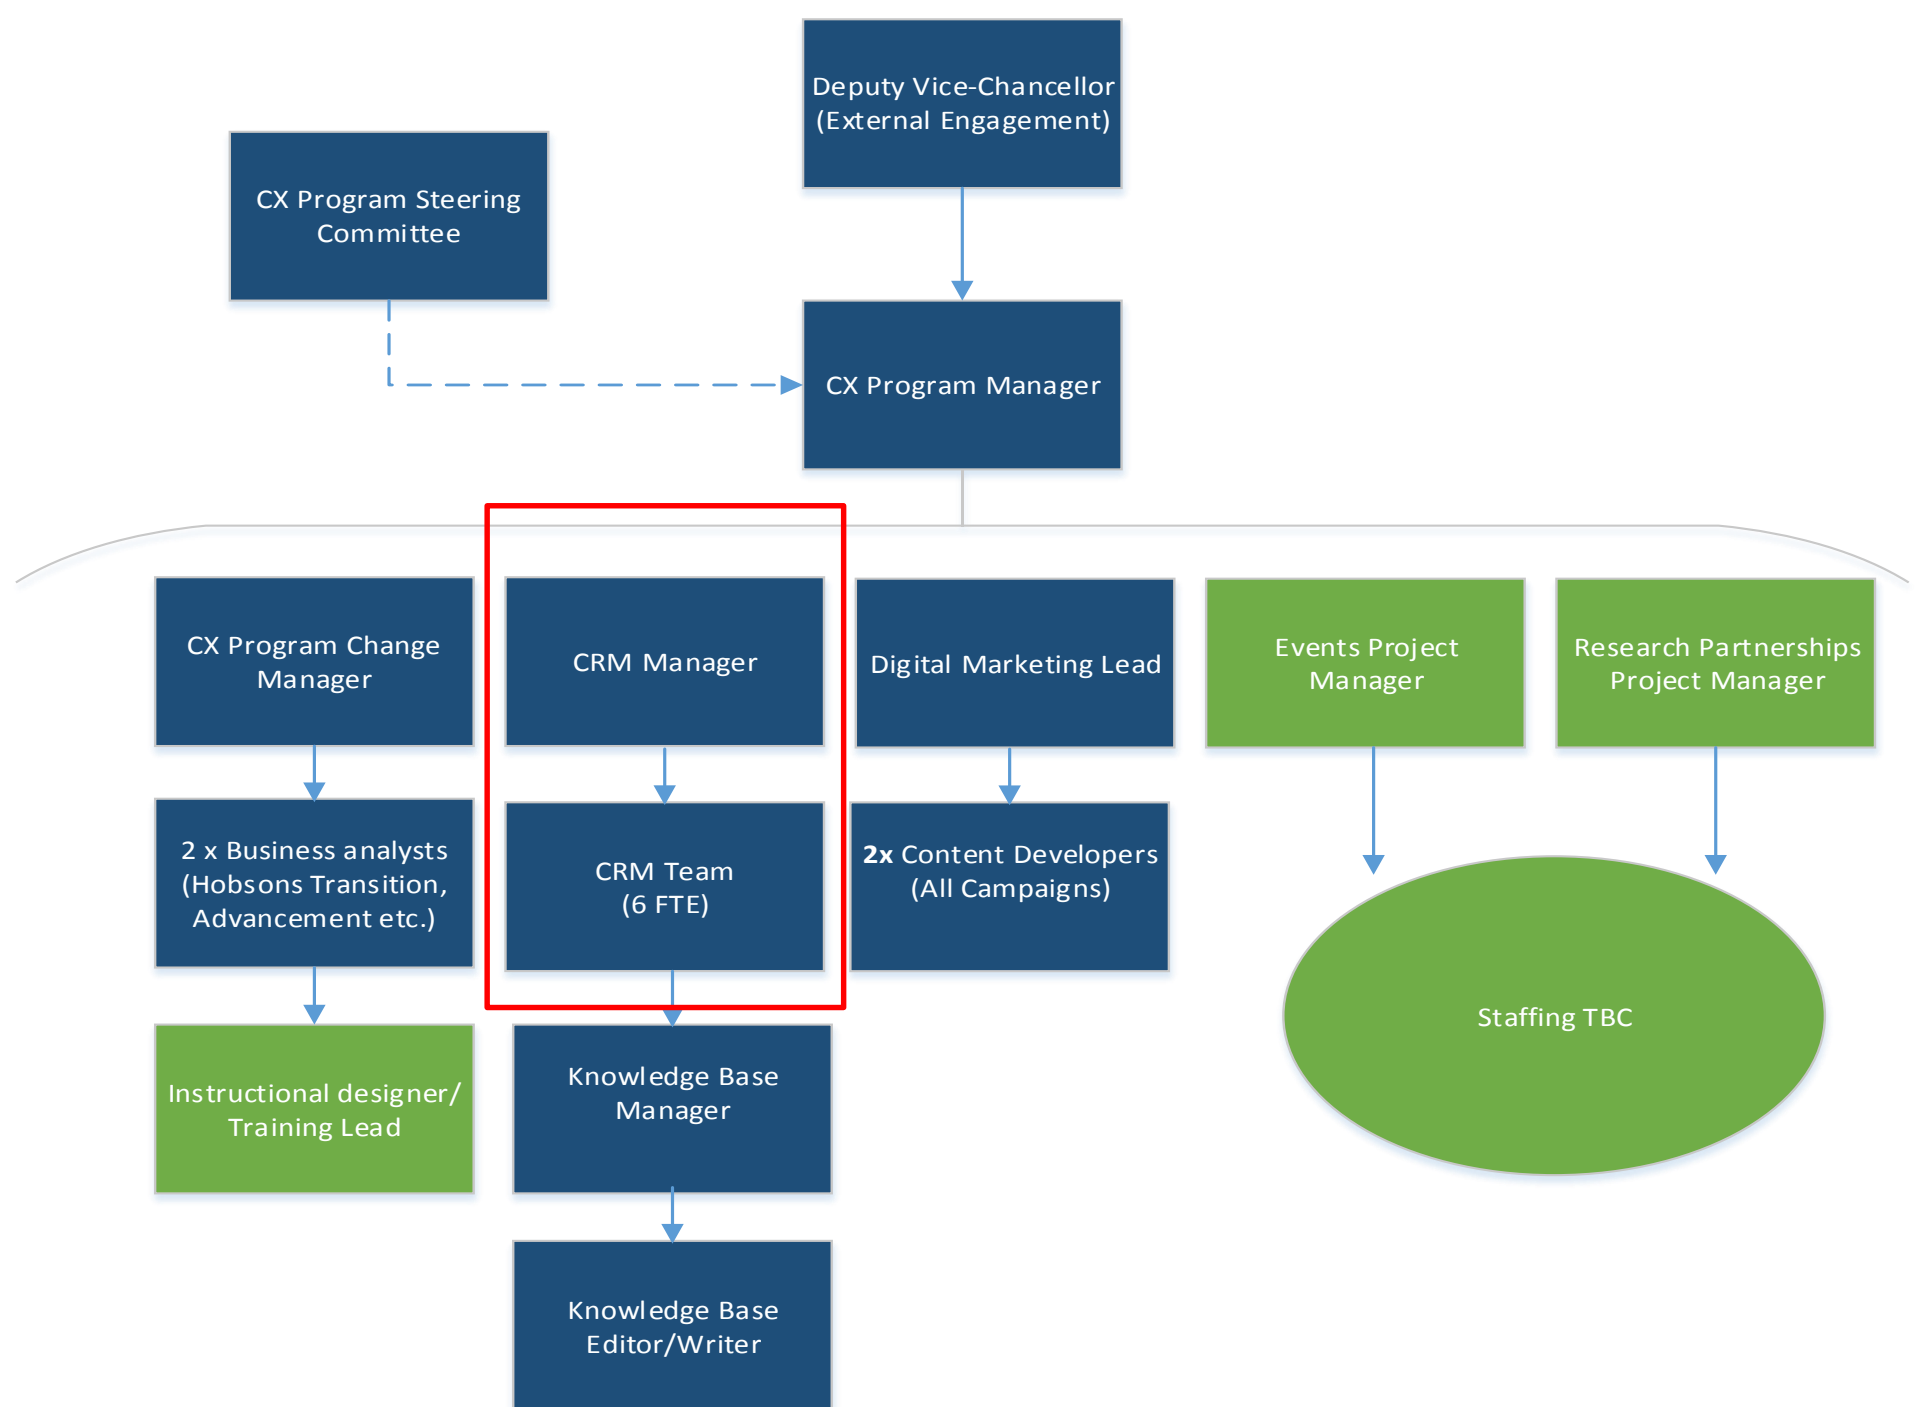 Deputy Vice-Chancellor
(External Engagement)
CX Program Steering
Committee
CX Program Manager
CX Program Change
Manager
CRM Manager
Digital Marketing Lead
Events Project
Manager
Research Partnerships
Project Manager
2 x Business analysts
(Hobsons Transition,
Advancement etc.)
CRM Team
(6 FTE)
2x Content Developers
(All Campaigns)
Staffing TBC
Instructional designer/
Training Lead
Knowledge Base
Manager
Knowledge Base
Editor/Writer